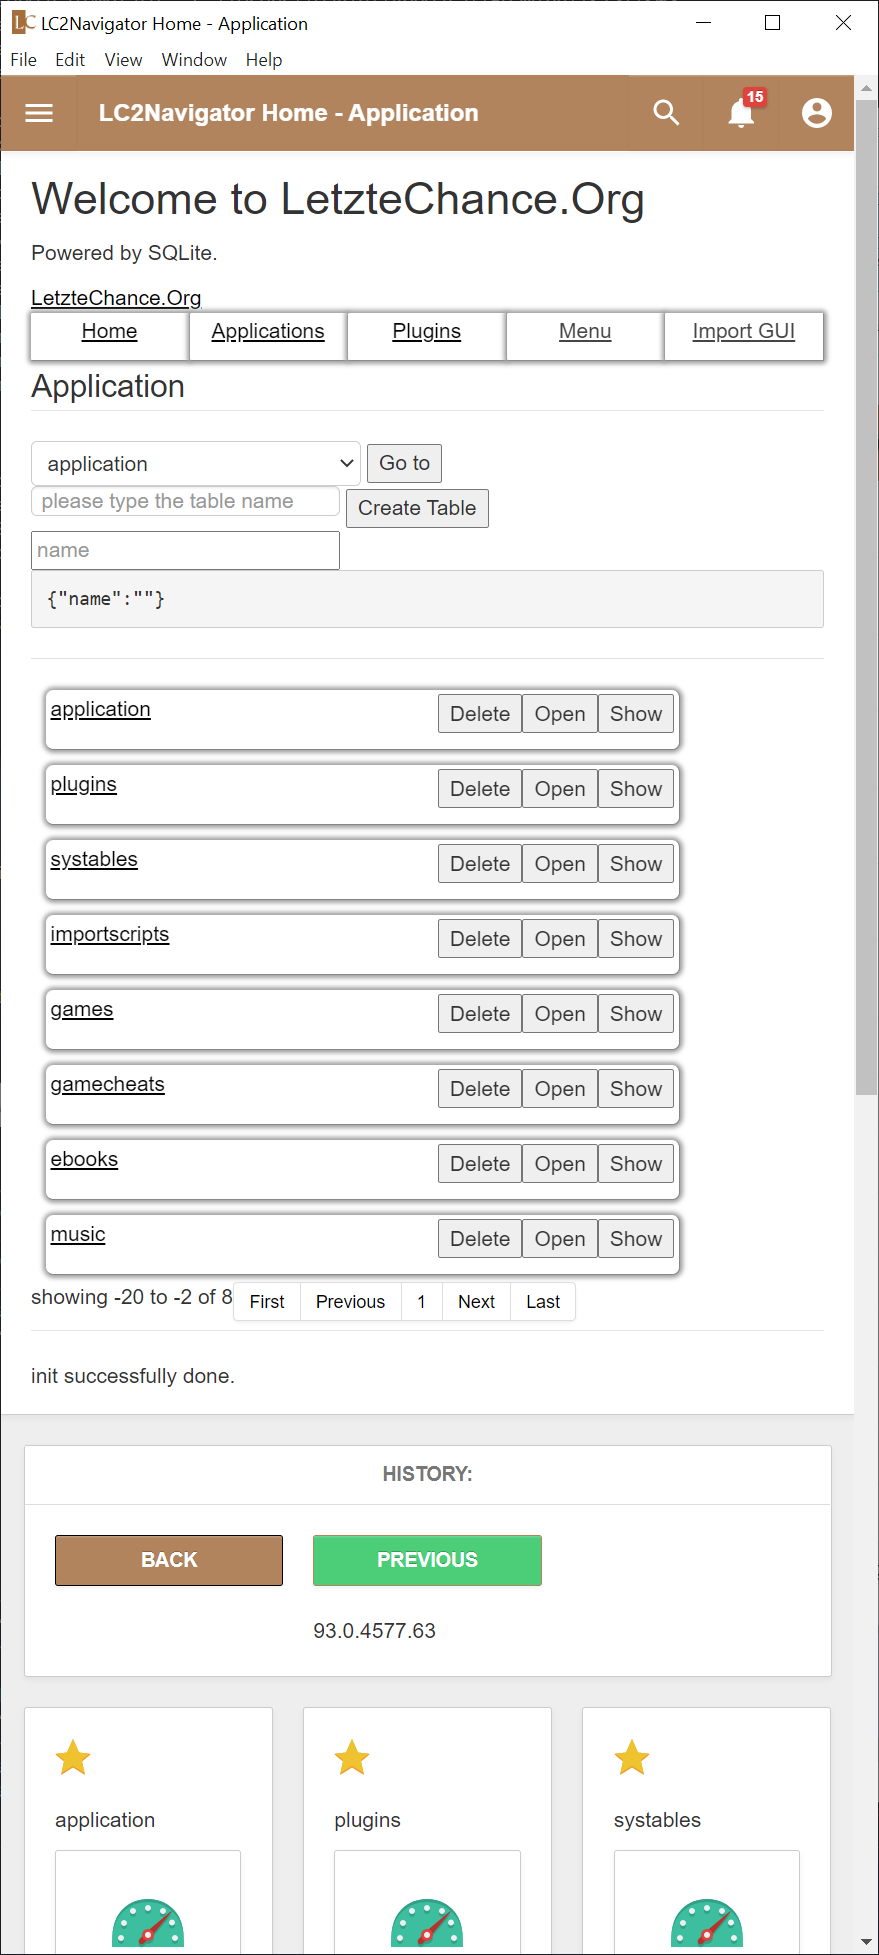 LC LC2Navigator Home - Application
File Edit View Window Help
LC2Navigator Home - Application 15
Welcome to LetzteChance.Org
Powered by SQLite.
LetzteChance.Org
Home Applications Plugins Menu Import GUI
Application
application Go to
please type the table name Create Table
name
{"name":""}
application Delete Open Show
plugins Delete Open Show
systables Delete Open Show
importscripts Delete Open Show
games Delete Open Show
gamecheats Delete Open Show
ebooks Delete Open Show
music Delete Open Show
showing -20 to -2 of 8 First Previous 1 Next Last
init successfully done.
HISTORY:
BACK PREVIOUS
93.0.4577.63
application plugins systables